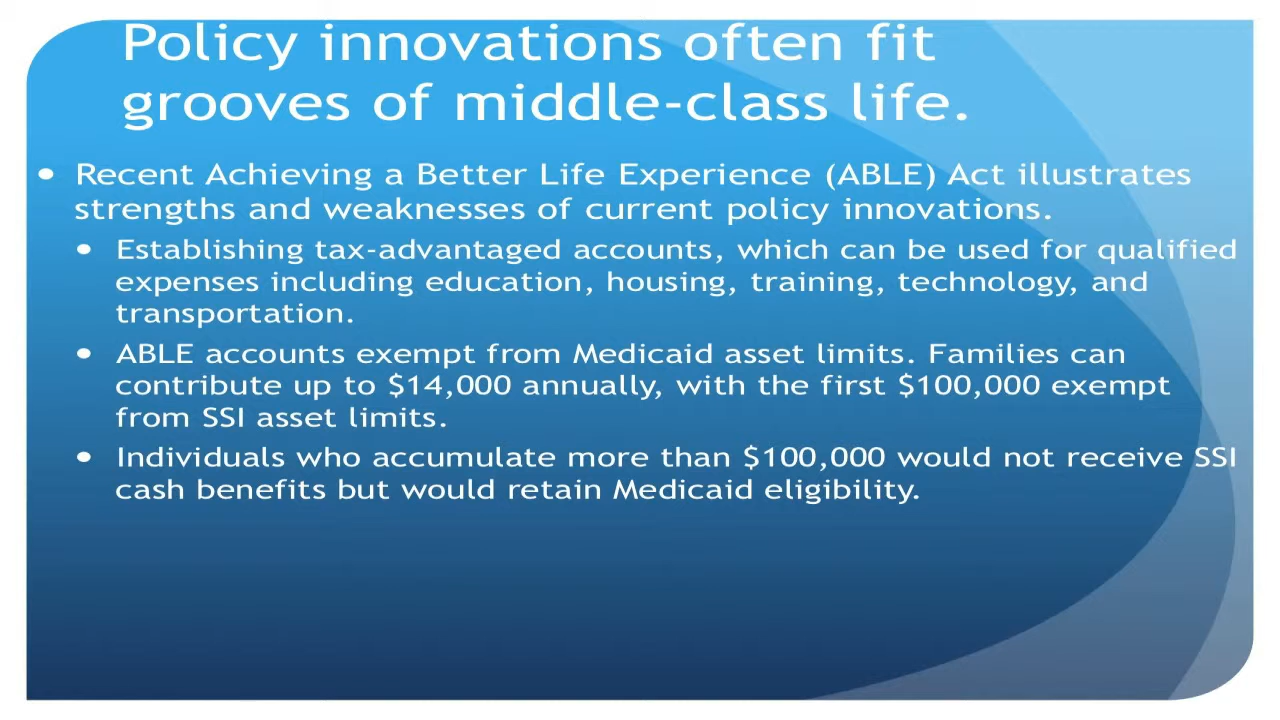 Policy innovations often fit
grooves of middle-class life.
• Recent Achieving a Better Life Experience (ABLE) Act illustrates
strengths and weaknesses of current policy innovations.
• Establishing tax-advantaged accounts, which can be used for qualified
expenses including education, housing, training, technology, and
transportation.
• ABLE accounts exempt from Medicaid asset limits. Families can
contribute up to $14,000 annually, with the first $100,000 exempt
from SSI asset limits.
• Individuals who accumulate more than $100,000 would not receive SSI
cash benefits but would retain Medicaid eligibility.